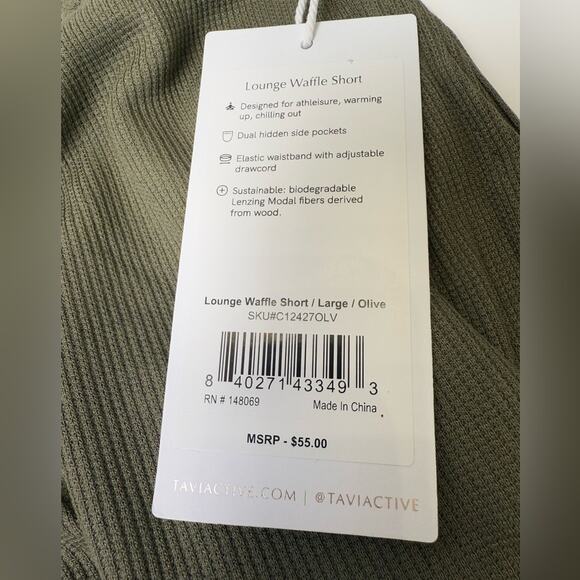 Lounge Waffle Short
Designed for athleisure, warming
up, chilling out
Dual hidden side pockets
Elastic waistband with adjustable
drawcord
Sustainable: biodegradable
Lenzing Modal fibers derived
from wood.
Lounge Waffle Short / Large / Olive
SKU#C12427OLV
8 40271 43349 3
RN # 148069 Made In China
MSRP - $55.00
TAVIACTIVE.COM | @TAVIACTIVE